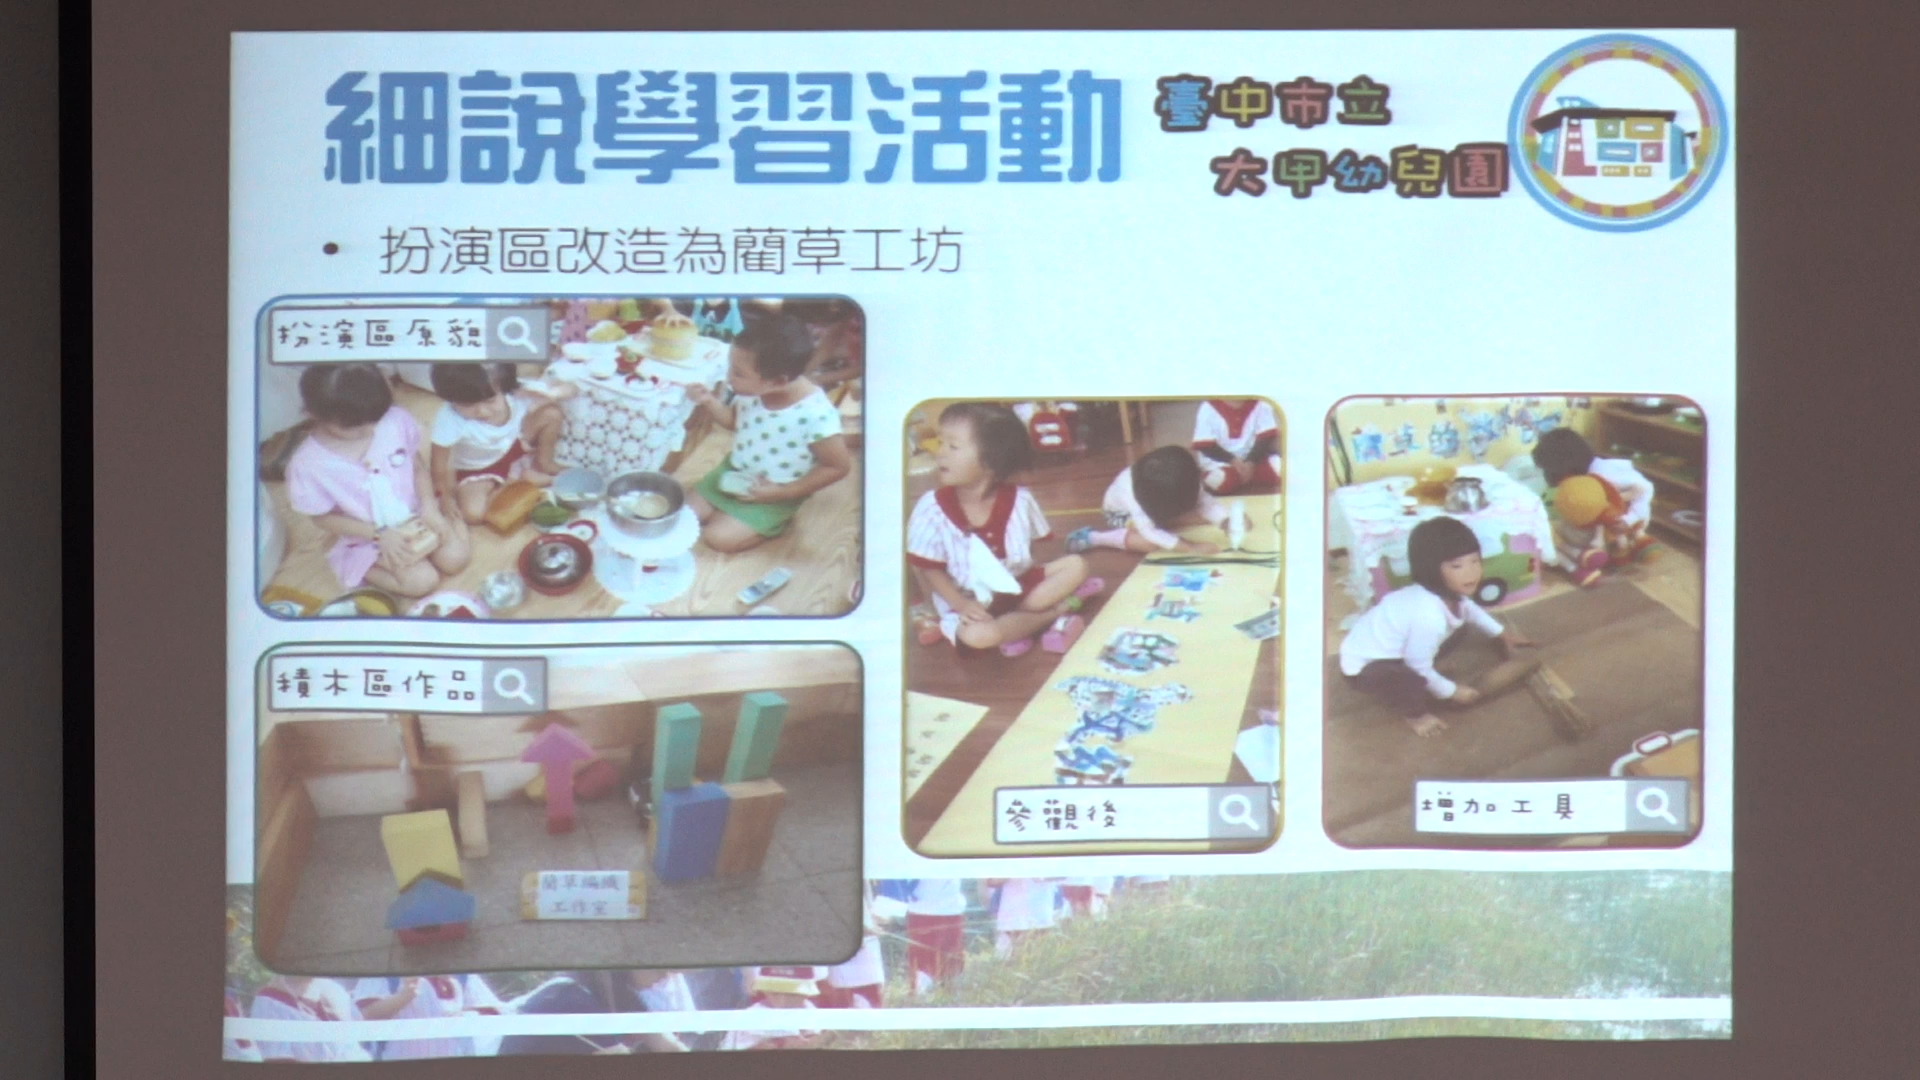 細說學習活動
臺中市立
大甲幼兒園
• 扮演區改造為藺草工坊
扮演區原貌
積木區作品
藺草編織
工作室
參觀後
增加工具